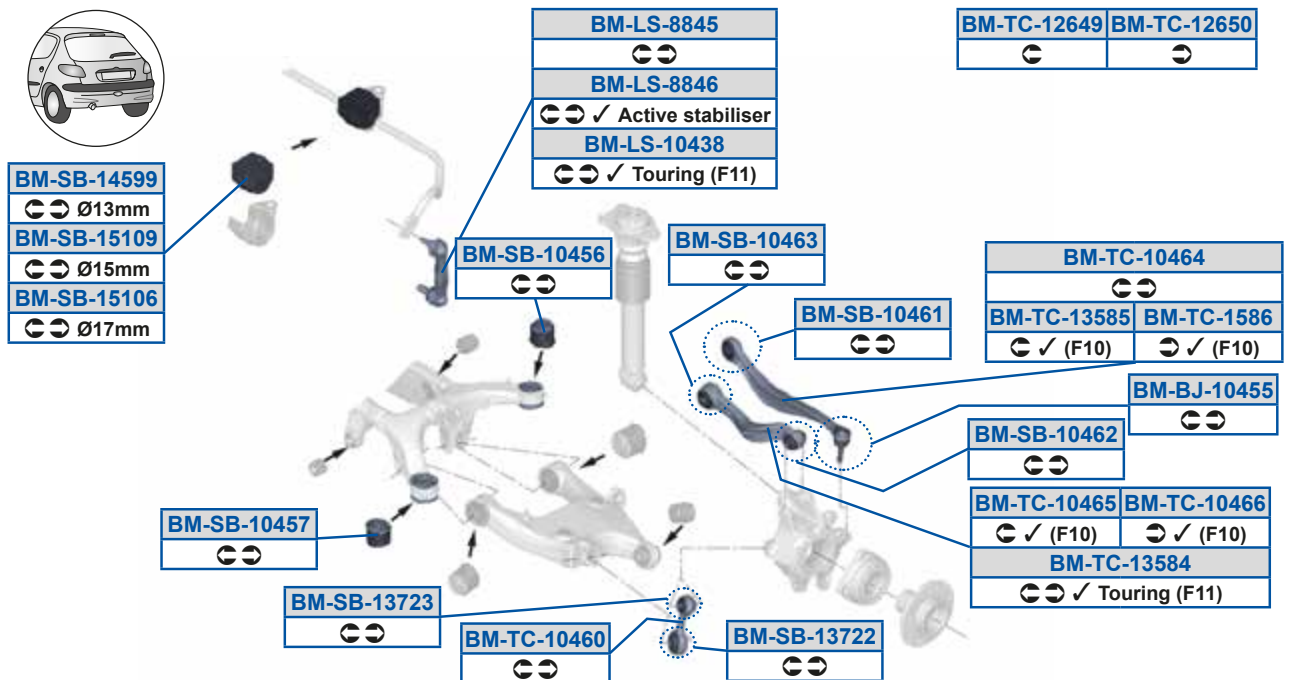 BM-LS-8845
BM-LS-8846
✓ Active stabiliser
BM-LS-10438
✓ Touring (F11)
BM-TC-12649 BM-TC-12650
BM-SB-14599
Ø13mm
BM-SB-15109
Ø15mm
BM-SB-15106
Ø17mm
BM-SB-10456
BM-SB-10463
BM-SB-10461
BM-TC-10464
BM-TC-13585 BM-TC-1586
✓ (F10) ✓ (F10)
BM-BJ-10455
BM-SB-10462
BM-TC-10465 BM-TC-10466
✓ (F10) ✓ (F10)
BM-TC-13584
✓ Touring (F11)
BM-SB-10457
BM-SB-13723
BM-TC-10460
BM-SB-13722